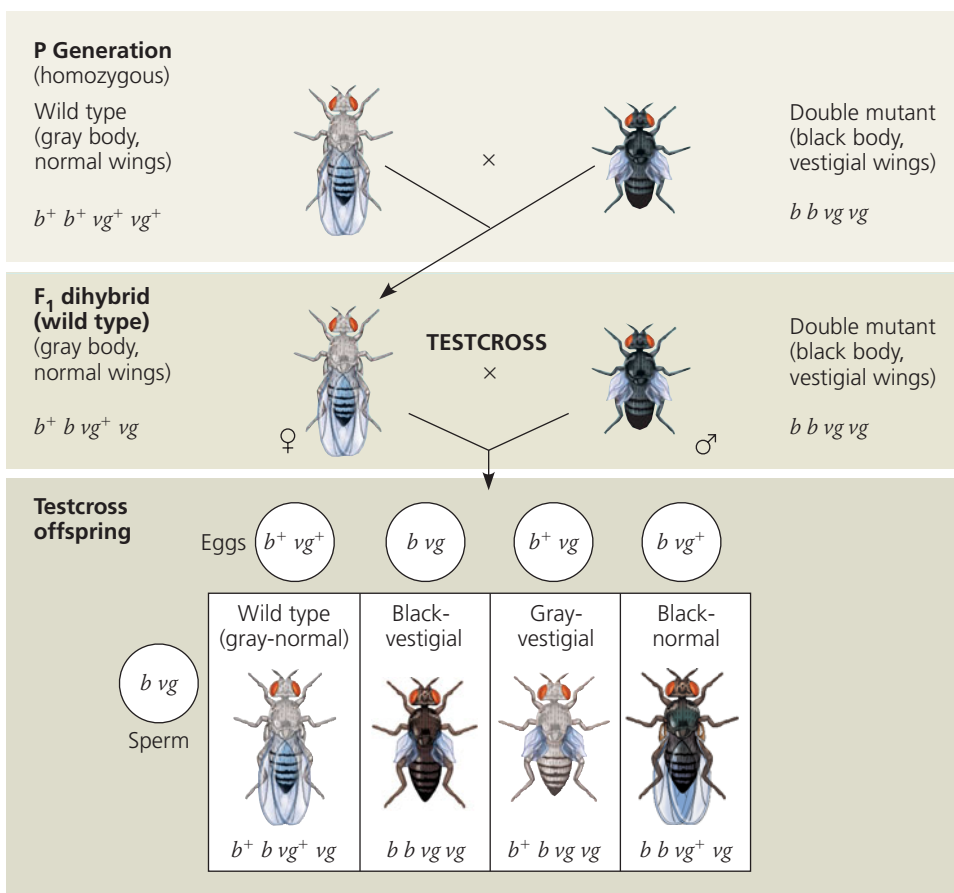 P Generation
(homozygous)
Wild type
(gray body,
normal wings)
b⁺ b⁺ vg⁺ vg⁺
×
Double mutant
(black body,
vestigial wings)
b b vg vg
F₁ dihybrid
(wild type)
(gray body,
normal wings)
b⁺ b vg⁺ vg
♀
TESTCROSS
×
♂
Double mutant
(black body,
vestigial wings)
b b vg vg
Testcross
offspring
Eggs
b⁺ vg⁺
b vg
b⁺ vg
b vg⁺
b vg
Sperm
Wild type
(gray-normal)
b⁺ b vg⁺ vg
Black-
vestigial
b b vg vg
Gray-
vestigial
b⁺ b vg vg
Black-
normal
b b vg⁺ vg